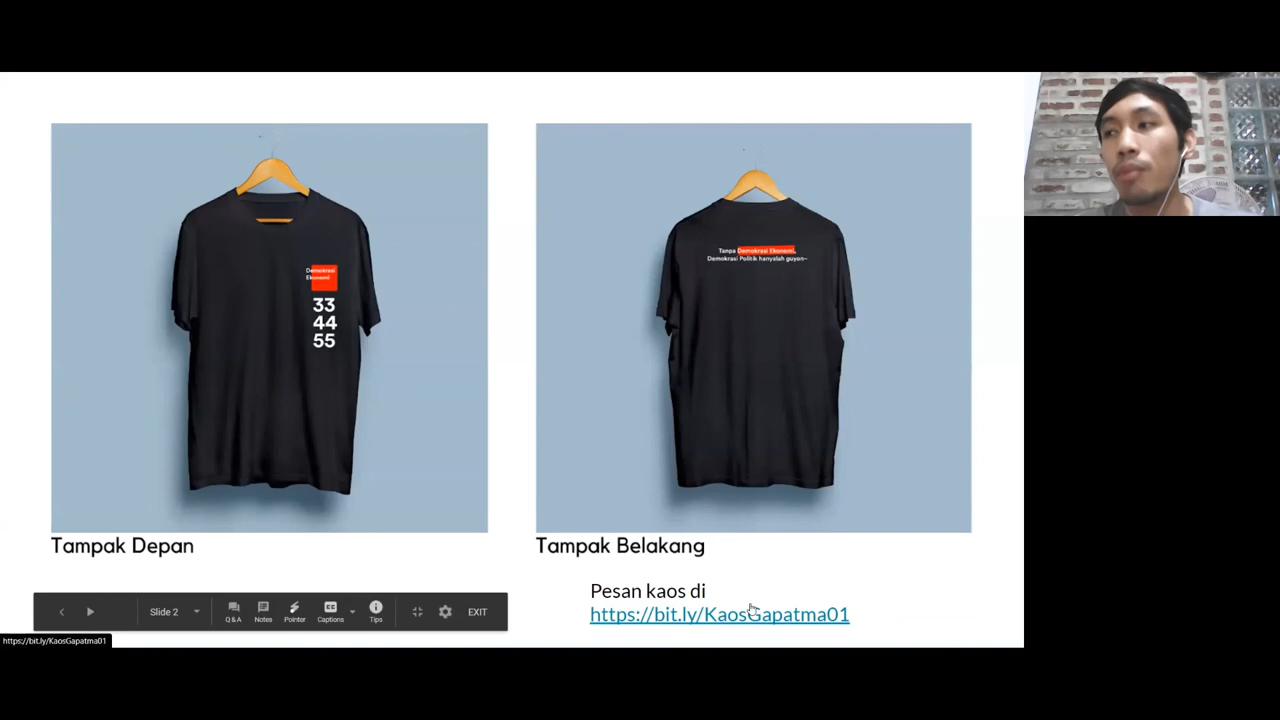 Demokrasi
Ekonomi
33
44
55
Tanpa Demokrasi Ekonomi,
Demokrasi Politik hanyalah guyon~
Tampak Depan
Tampak Belakang
Pesan kaos di
https://bit.ly/KaosGapatma01
Slide 2
Q & A
Notes
Pointer
Captions
Tips
EXIT
https://bit.ly/KaosGapatma01